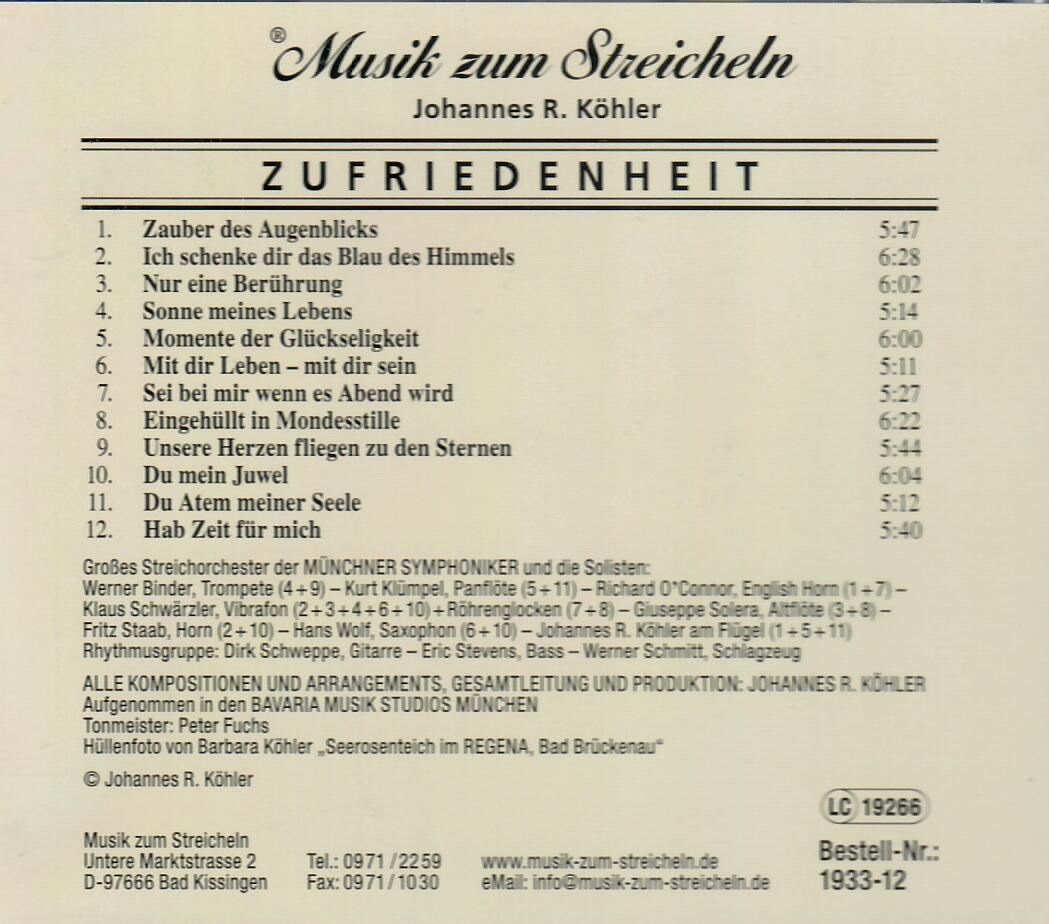 ® Musik zum Streicheln
Johannes R. Köhler
ZUFRIEDENHEIT
1. Zauber des Augenblicks 5:47
2. Ich schenke dir das Blau des Himmels 6:28
3. Nur eine Berührung 6:02
4. Sonne meines Lebens 5:14
5. Momente der Glückseligkeit 6:00
6. Mit dir Leben – mit dir sein 5:11
7. Sei bei mir wenn es Abend wird 5:27
8. Eingehüllt in Mondesstille 6:22
9. Unsere Herzen fliegen zu den Sternen 5:44
10. Du mein Juwel 6:04
11. Du Atem meiner Seele 5:12
12. Hab Zeit für mich 5:40
Großes Streichorchester der MÜNCHNER SYMPHONIKER und die Solisten:
Werner Binder, Trompete (4+9) – Kurt Klümpel, Panflöte (5+11) – Richard O*Connor, English Horn (1+7) –
Klaus Schwärzler, Vibrafon (2+3+4+6+10)+Röhrenglocken (7+8) – Giuseppe Solera, Altflöte (3+8) –
Fritz Staab, Horn (2+10) – Hans Wolf, Saxophon (6+10) – Johannes R. Köhler am Flügel (1+5+11)
Rhythmusgruppe: Dirk Schweppe, Gitarre – Eric Stevens, Bass – Werner Schmitt, Schlagzeug
ALLE KOMPOSITIONEN UND ARRANGEMENTS, GESAMTLEITUNG UND PRODUKTION: JOHANNES R. KÖHLER
Aufgenommen in den BAVARIA MUSIK STUDIOS MÜNCHEN
Tonmeister: Peter Fuchs
Hüllenfoto von Barbara Köhler „Seerosenteich im REGENA, Bad Brückenau“
© Johannes R. Köhler
LC 19266
Musik zum Streicheln
Untere Marktstrasse 2 Tel.: 0971/2259 www.musik-zum-streicheln.de
D-97666 Bad Kissingen Fax: 0971/1030 eMail: info@musik-zum-streicheln.de
Bestell-Nr.:
1933-12